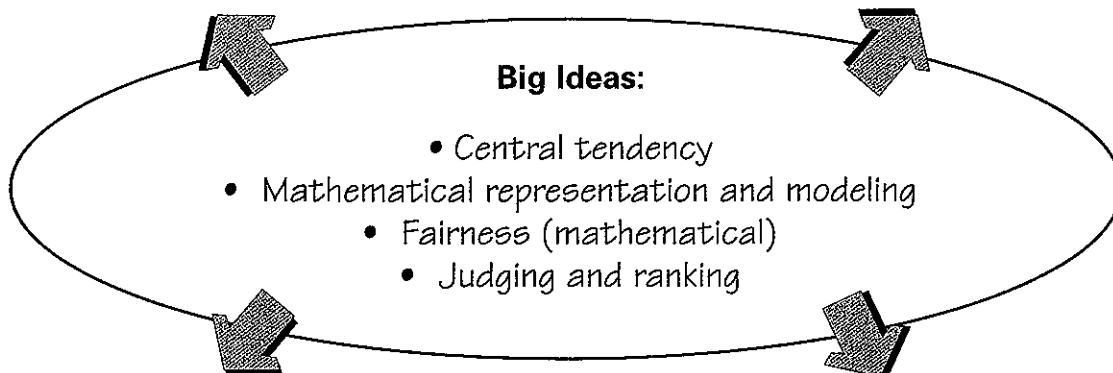 Big Ideas:
• Central tendency
• Mathematical representation and modeling
• Fairness (mathematical)
• Judging and ranking